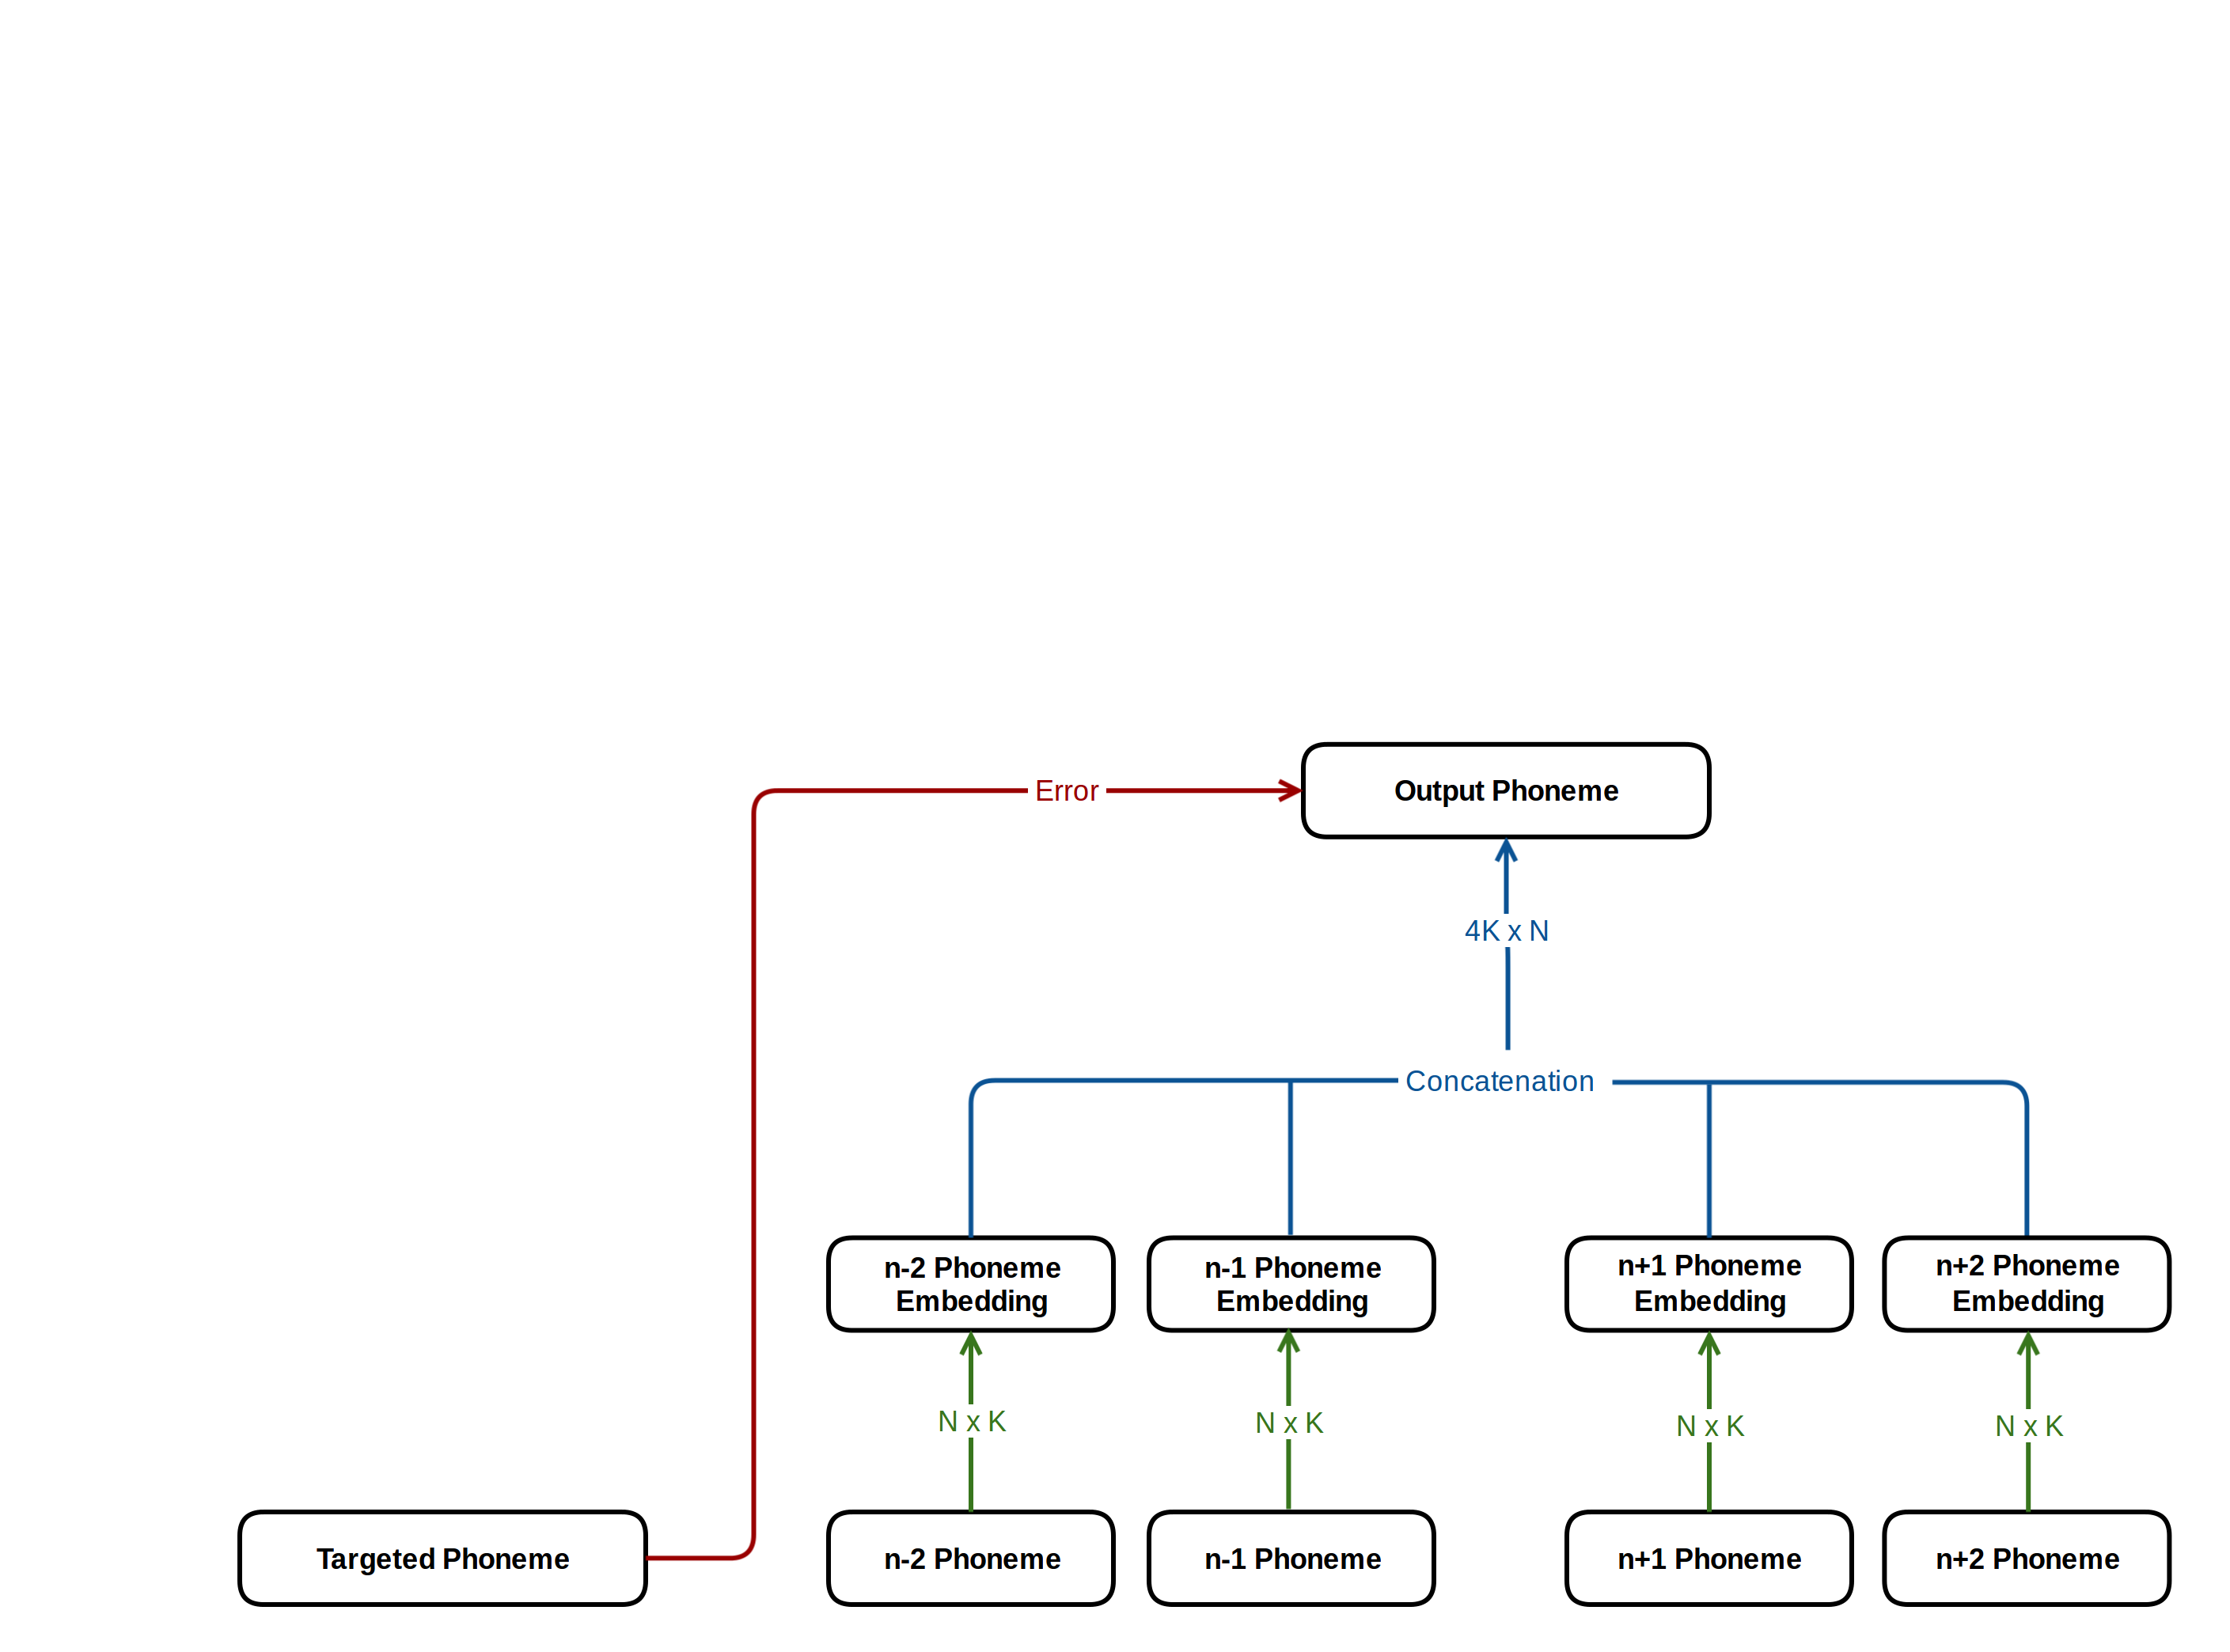 Error
Output Phoneme
4K x N
Concatenation
n-2 Phoneme
Embedding
n-1 Phoneme
Embedding
n+1 Phoneme
Embedding
n+2 Phoneme
Embedding
N x K
N x K
N x K
N x K
Targeted Phoneme
n-2 Phoneme
n-1 Phoneme
n+1 Phoneme
n+2 Phoneme